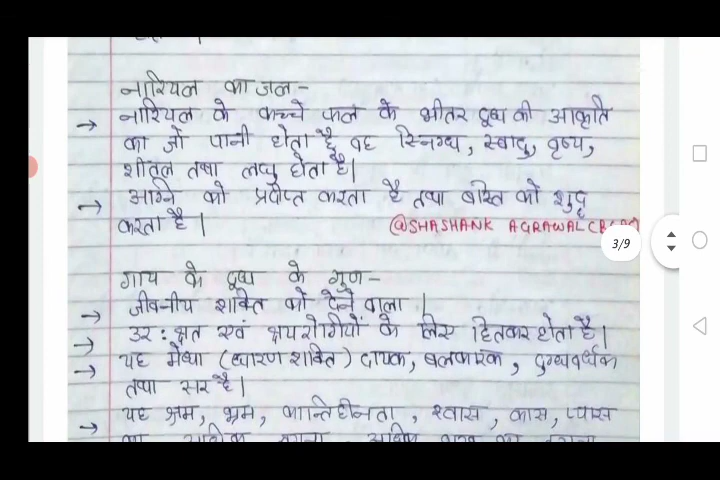 नारियल का जल -
→ नारियल के कच्चे फल के भीतर दूध की आकृति
का जो पानी होता है वह स्निग्ध, स्वादु, वृष्य,
शीतल तथा लघु होता है।
→ अग्नि को प्रदीप्त करता है तथा बस्ति को शुद्ध
करता है।
@SHASHANK AGRAWAL
3/9
गाय के दूध के गुण -
→ जीवनीय शक्ति को देने वाला।
→ उर: क्षत एवं क्षयरोगीयों के लिए हितकर होता है।
→ यह मेधा (धारण शक्ति) दायक, बलकारक, दुग्धवर्धक
तथा सर है।
→ यह श्रम, भ्रम, कान्तिहीनता, श्वास, कास, प्यास